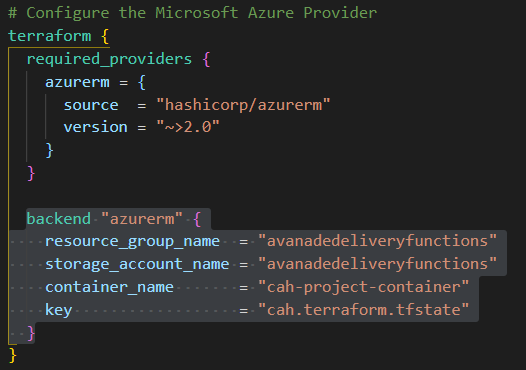 # Configure the Microsoft Azure Provider
terraform {
  required_providers {
    azurerm = {
      source  = "hashicorp/azurerm"
      version = "~>2.0"
    }
  }

  backend "azurerm" {
    resource_group_name  = "avanadedeliveryfunctions"
    storage_account_name = "avanadedeliveryfunctions"
    container_name       = "cah-project-container"
    key                  = "cah.terraform.tfstate"
  }
}